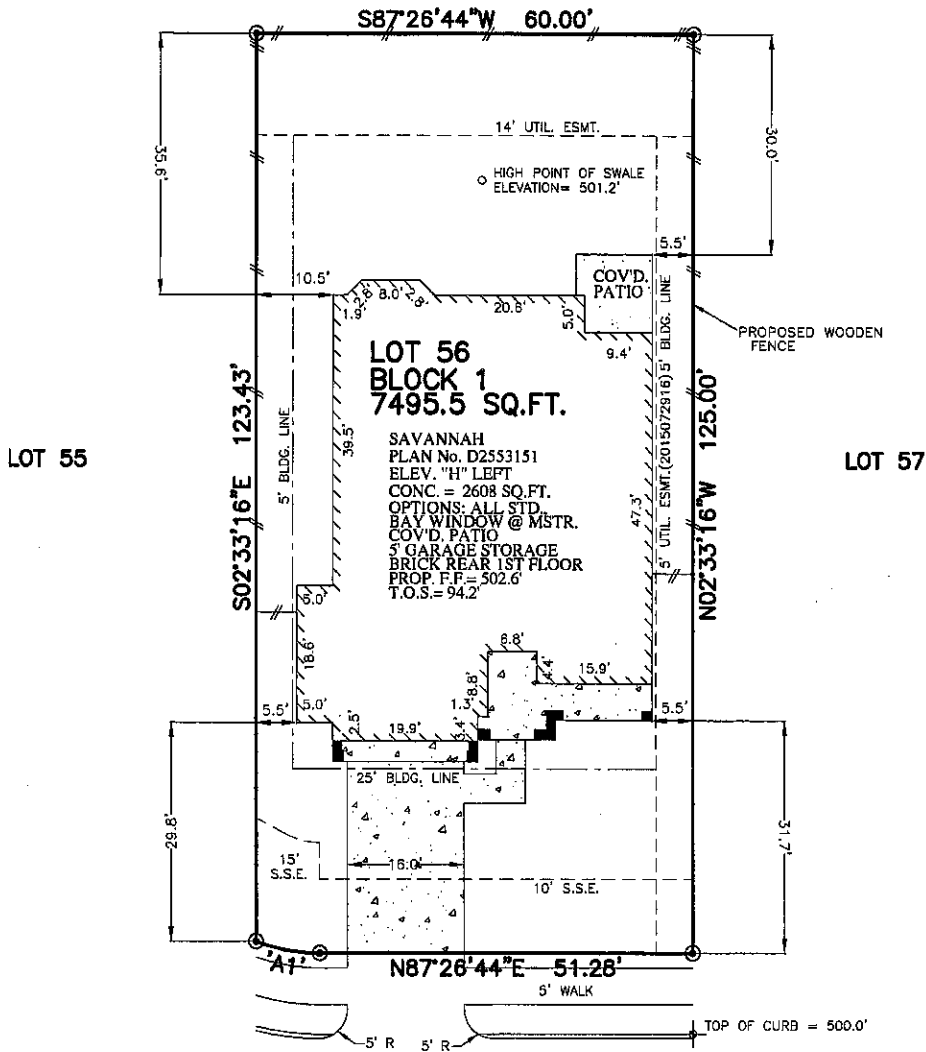 S87°26'44"W 60.00'
35.6'
30.0'
14' UTIL. ESMT.
HIGH POINT OF SWALE
ELEVATION= 501.2'
5.5'
10.5'
COV'D.
PATIO
2.8'
8.0'
2.8'
1.9'
20.6'
5.0'
9.4'
PROPOSED WOODEN
FENCE
LOT 56
BLOCK 1
7495.5 SQ.FT.
SAVANNAH
PLAN No. D2553151
ELEV. "H" LEFT
CONC. = 2608 SQ.FT.
OPTIONS: ALL STD.,
BAY WINDOW @ MSTR.
COV'D. PATIO
5' GARAGE STORAGE
BRICK REAR 1ST FLOOR
PROP. F.F.= 502.6'
T.O.S.= 94.2'
LOT 55
S02°33'16"E 123.43'
5' BLDG. LINE
39.5'
47.3'
5' UTIL. ESMT.(2015072916) 5' BLDG. LINE
N02°33'16"W 125.00'
LOT 57
5.0'
18.6'
5.0'
5.5'
2.5'
19.9'
3.4'
1.3'
8.8'
6.8'
4.4'
15.9'
5.5'
25' BLDG. LINE
29.8'
31.7'
15'
S.S.E.
16.0'
10' S.S.E.
'A1'
N87°26'44"E 51.28'
5' WALK
TOP OF CURB = 500.0'
5' R
5' R